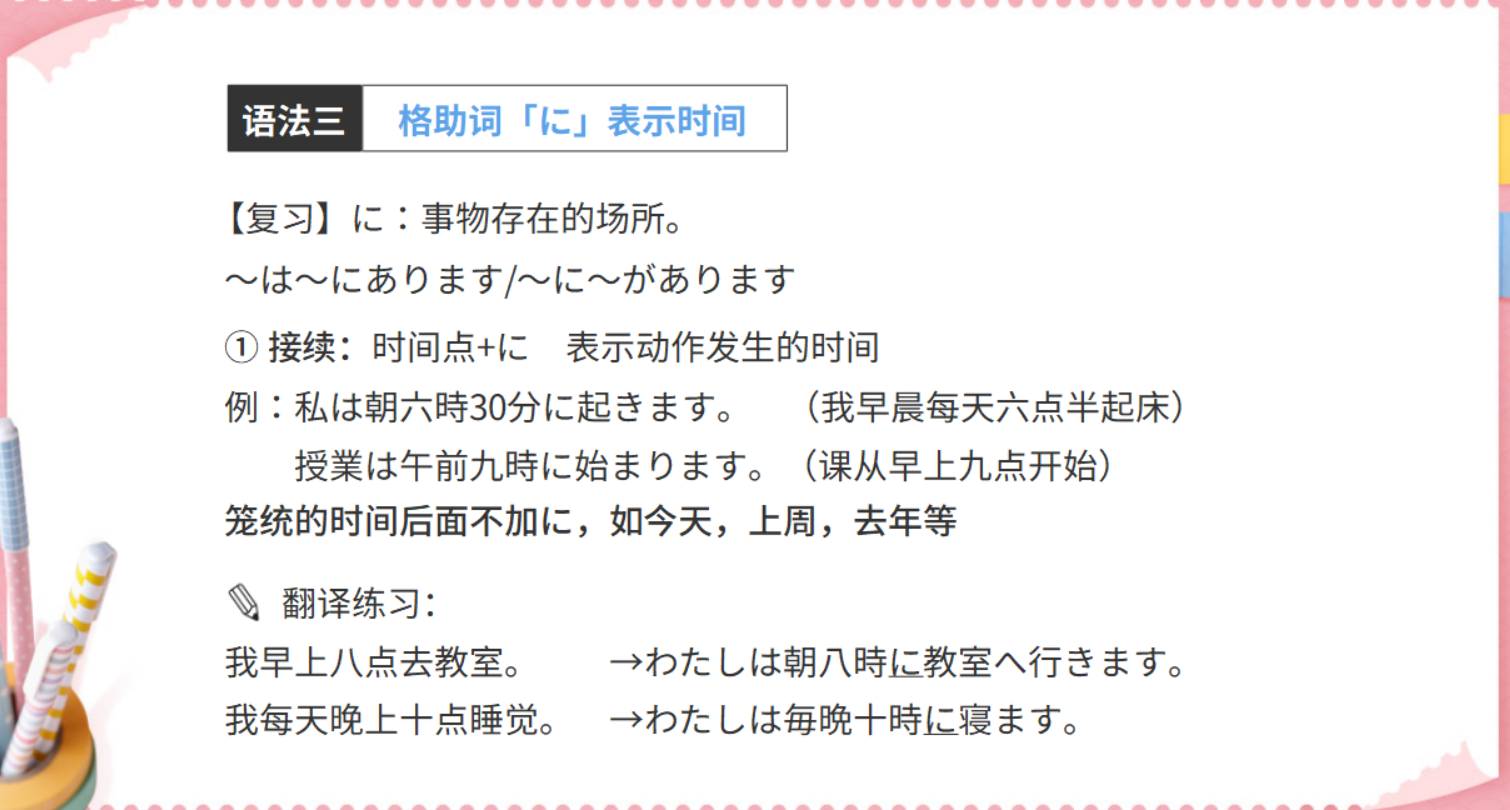 语法三 格助词「に」表示时间
【复习】に：事物存在的场所。
～は～にあります/～に～があります
① 接续：时间点+に 表示动作发生的时间
例：私は朝六時30分に起きます。 （我早晨每天六点半起床）
授業は午前九時に始まります。（课从早上九点开始）
笼统的时间后面不加に，如今天，上周，去年等
翻译练习：
我早上八点去教室。 →わたしは朝八時に教室へ行きます。
我每天晚上十点睡觉。 →わたしは毎晩十時に寝ます。